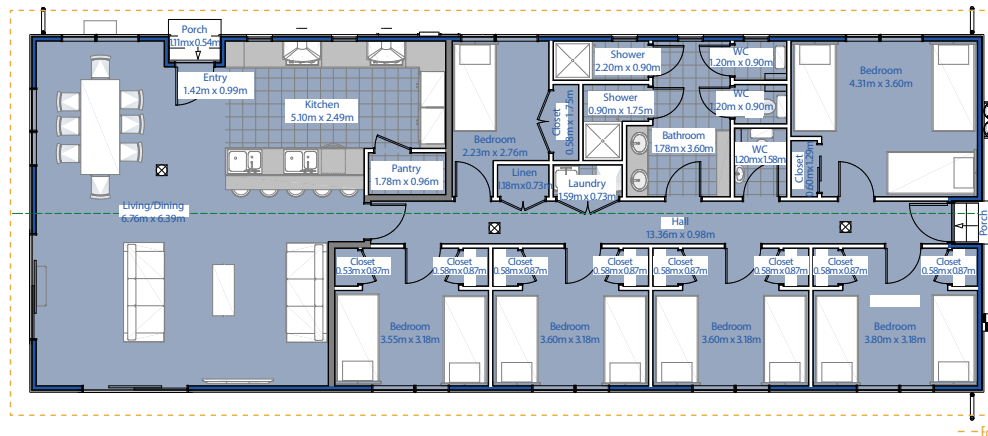 Porch
1.11m x 0.54m
Entry
1.42m x 0.99m
Kitchen
5.10m x 2.49m
Pantry
1.78m x 0.96m
Living/Dining
6.76m x 6.39m
Bedroom
2.23m x 2.76m
Closet
0.58m x 1.75m
Shower
2.20m x 0.90m
Shower
0.90m x 1.75m
WC
1.20m x 0.90m
WC
1.20m x 0.90m
Bathroom
1.78m x 3.60m
WC
1.20m x 1.58m
Linen
1.18m x 0.73m
Laundry
1.59m x 0.73m
Bedroom
4.31m x 3.60m
Closet
0.60m x 1.29m
Hall
13.36m x 0.98m
Porch
Closet
0.53m x 0.87m
Closet
0.58m x 0.87m
Closet
0.58m x 0.87m
Closet
0.58m x 0.87m
Closet
0.58m x 0.87m
Closet
0.58m x 0.87m
Closet
0.58m x 0.87m
Closet
0.58m x 0.87m
Bedroom
3.55m x 3.18m
Bedroom
3.60m x 3.18m
Bedroom
3.60m x 3.18m
Bedroom
3.80m x 3.18m